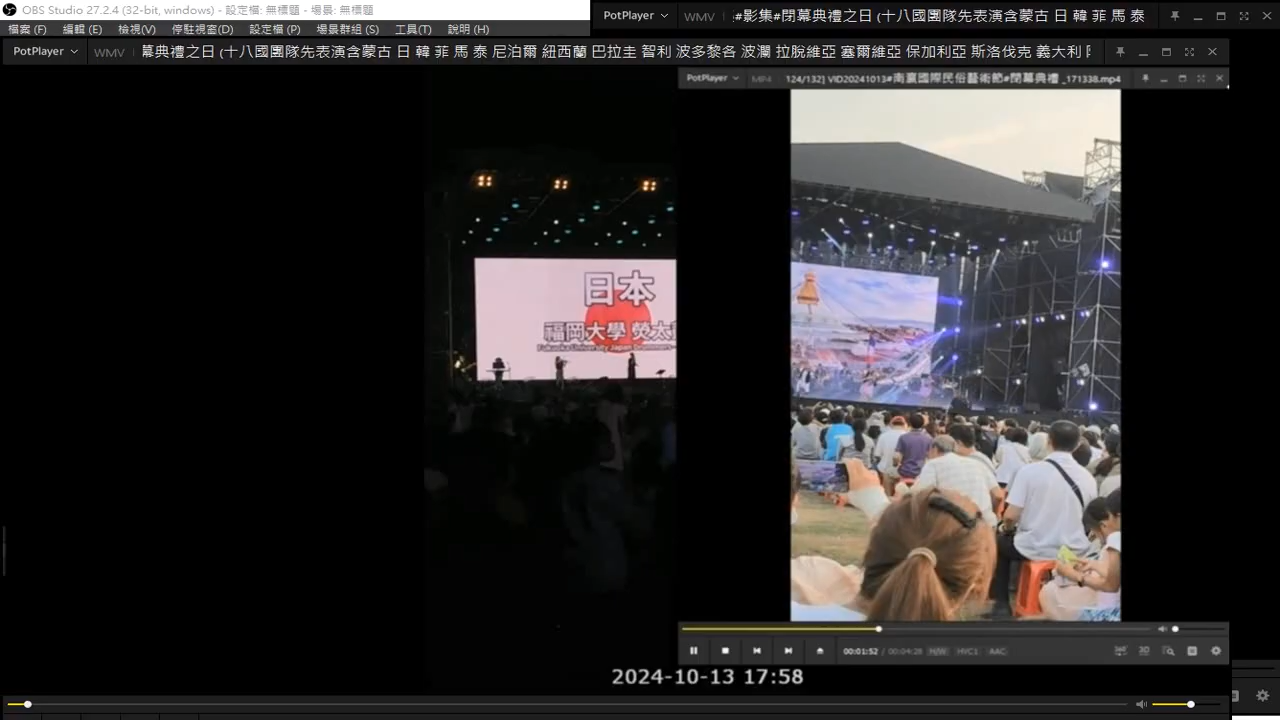 OBS Studio 27.2.4 (32-bit, windows) - 設定檔: 無標題 - 場景: 無標題
檔案 (F) 編輯 (E) 檢視(V) 停駐視窗(D) 設定檔 (P) 場景群組 (S) 工具(T) 說明 (H)
PotPlayer WMV #影集#閉幕典禮之日 (十八國團隊先表演含蒙古 日 韓 菲 馬 泰
PotPlayer WMV 幕典禮之日 (十八國團隊先表演含蒙古 日 韓 菲 馬 泰 尼泊爾 紐西蘭 巴拉圭 智利 波多黎各 波瀾 拉脫維亞 塞爾維亞 保加利亞 斯洛伐克 義大利
PotPlayer MP4 124/132] VID20241013#南瀛國際民俗藝術節#閉幕典禮 _171338.mp4
日本
福岡大學 熒太
Fukuoka University Japan Drummers
00:01:52 / 00:04:28 H/W HVC1 AAC
3D
2024-10-13 17:58